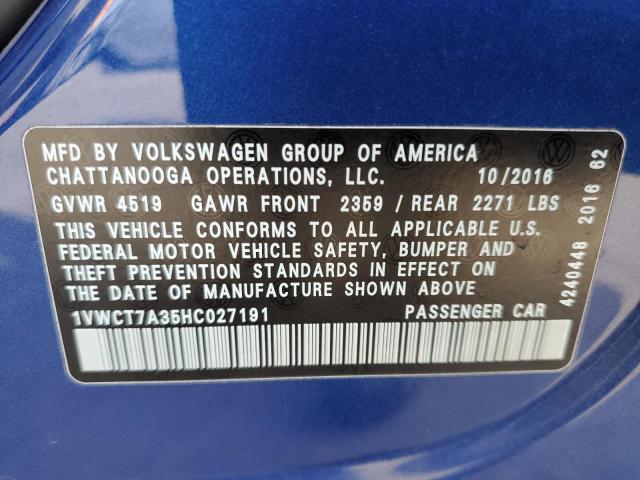 MFD BY VOLKSWAGEN GROUP OF AMERICA
CHATTANOOGA OPERATIONS, LLC. 10/2016
GVWR 4519 GAWR FRONT 2359 / REAR 2271 LBS
THIS VEHICLE CONFORMS TO ALL APPLICABLE U.S.
FEDERAL MOTOR VEHICLE SAFETY, BUMPER AND
THEFT PREVENTION STANDARDS IN EFFECT ON
THE DATE OF MANUFACTURE SHOWN ABOVE.
1VWCT7A35HC027191 PASSENGER CAR
4240448 2016 62